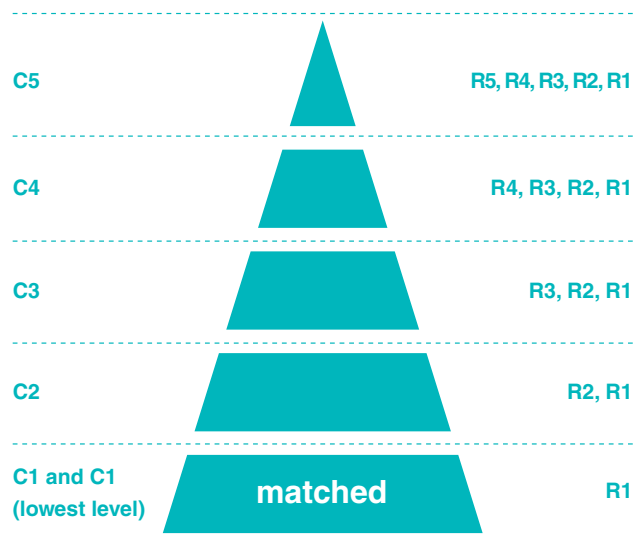 C5
R5, R4, R3, R2, R1
C4
R4, R3, R2, R1
C3
R3, R2, R1
C2
R2, R1
C1 and C1
(lowest level)
matched
R1